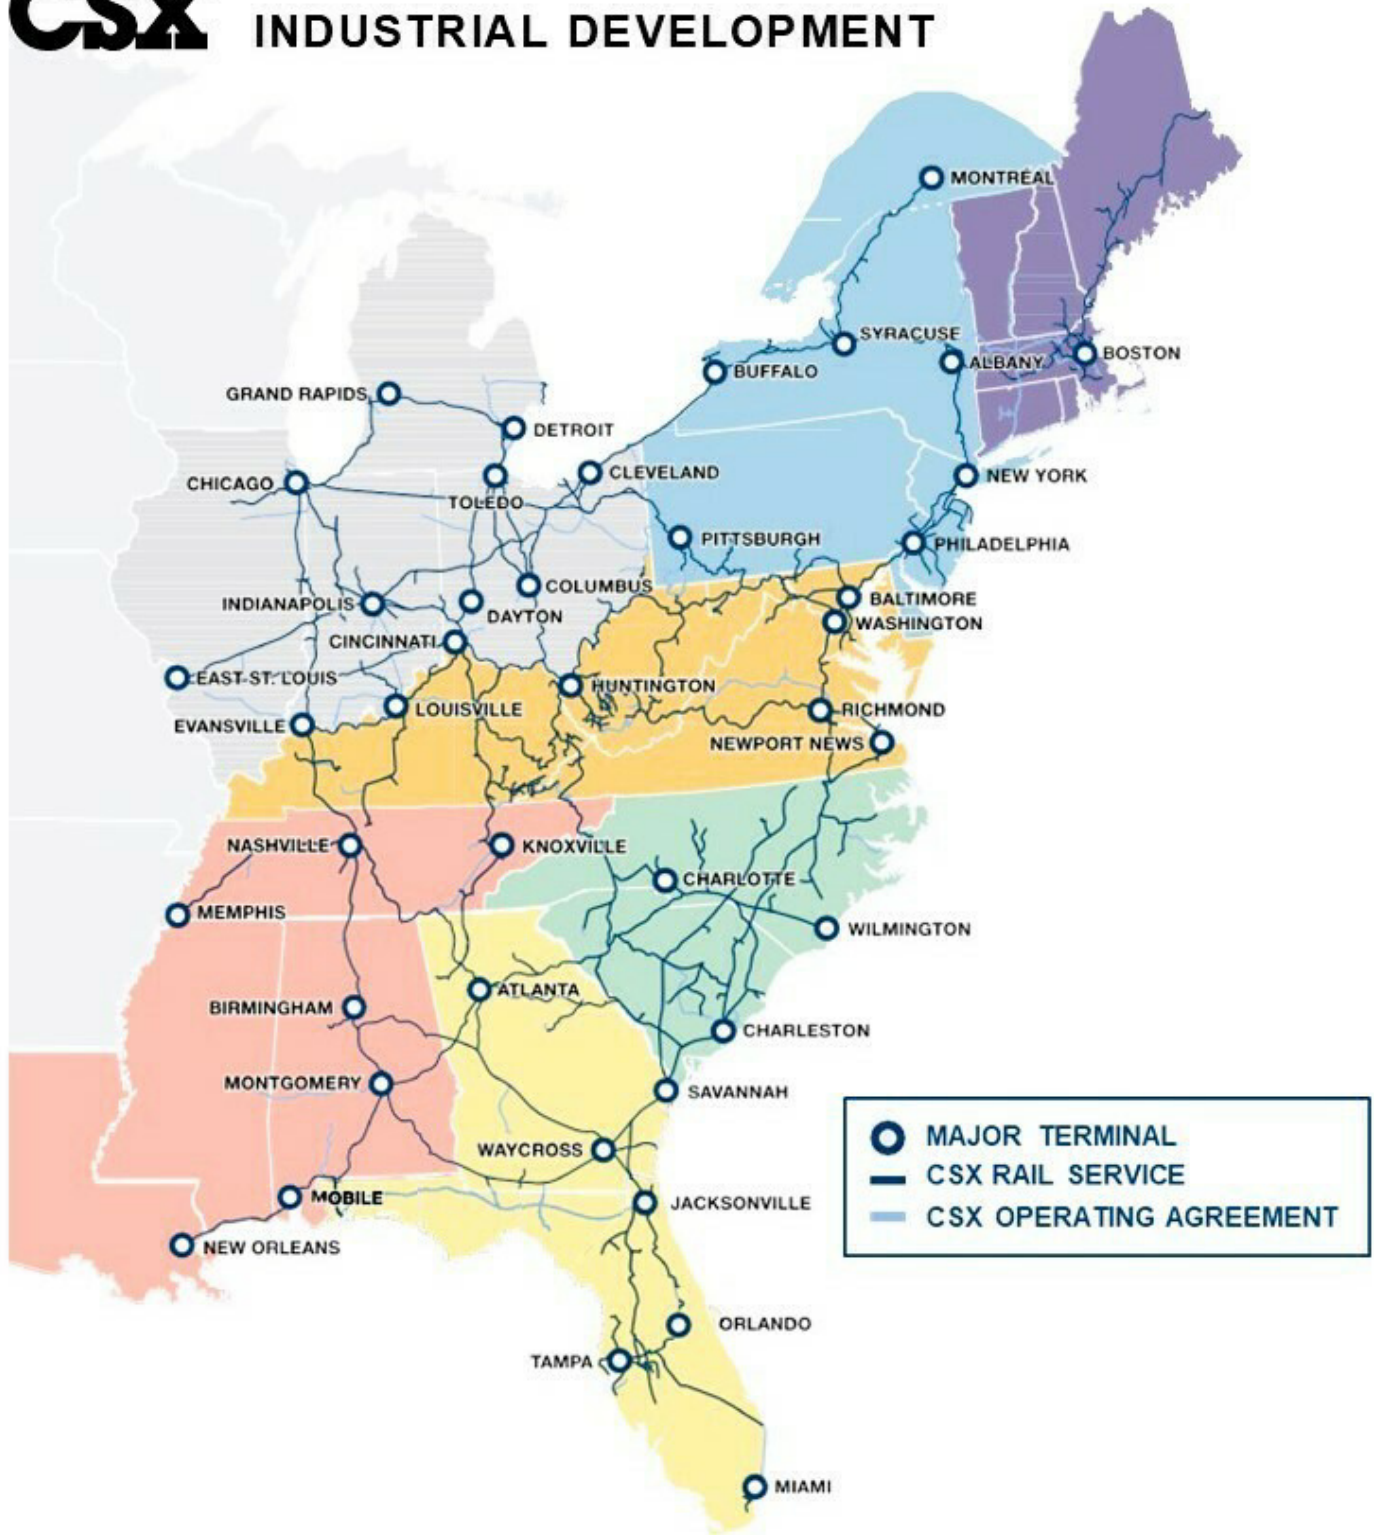 CSX INDUSTRIAL DEVELOPMENT
MONTRÉAL
SYRACUSE
ALBANY
BOSTON
BUFFALO
GRAND RAPIDS
DETROIT
CLEVELAND
NEW YORK
CHICAGO
TOLEDO
PITTSBURGH
PHILADELPHIA
COLUMBUS
BALTIMORE
INDIANAPOLIS
DAYTON
WASHINGTON
CINCINNATI
EAST ST. LOUIS
HUNTINGTON
LOUISVILLE
RICHMOND
EVANSVILLE
NEWPORT NEWS
NASHVILLE
KNOXVILLE
CHARLOTTE
MEMPHIS
WILMINGTON
ATLANTA
BIRMINGHAM
CHARLESTON
MONTGOMERY
SAVANNAH
WAYCROSS
MOBILE
JACKSONVILLE
NEW ORLEANS
ORLANDO
TAMPA
MIAMI
MAJOR TERMINAL
CSX RAIL SERVICE
CSX OPERATING AGREEMENT